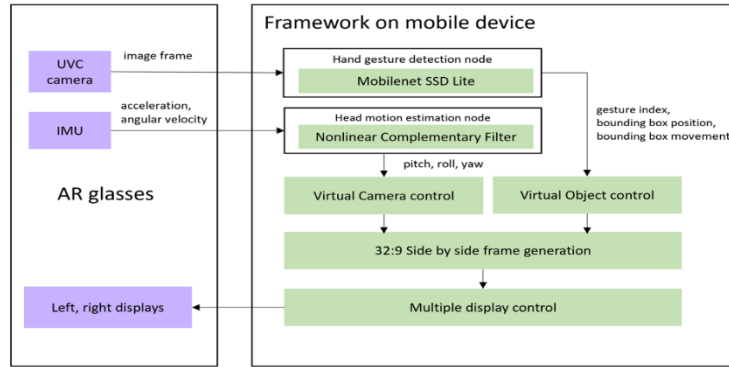 Framework on mobile device
UVC
camera
image frame
Hand gesture detection node
Mobilenet SSD Lite
IMU
acceleration,
angular velocity
Head motion estimation node
Nonlinear Complementary Filter
gesture index,
bounding box position,
bounding box movement
pitch, roll, yaw
AR glasses
Virtual Camera control
Virtual Object control
32:9 Side by side frame generation
Left, right displays
Multiple display control